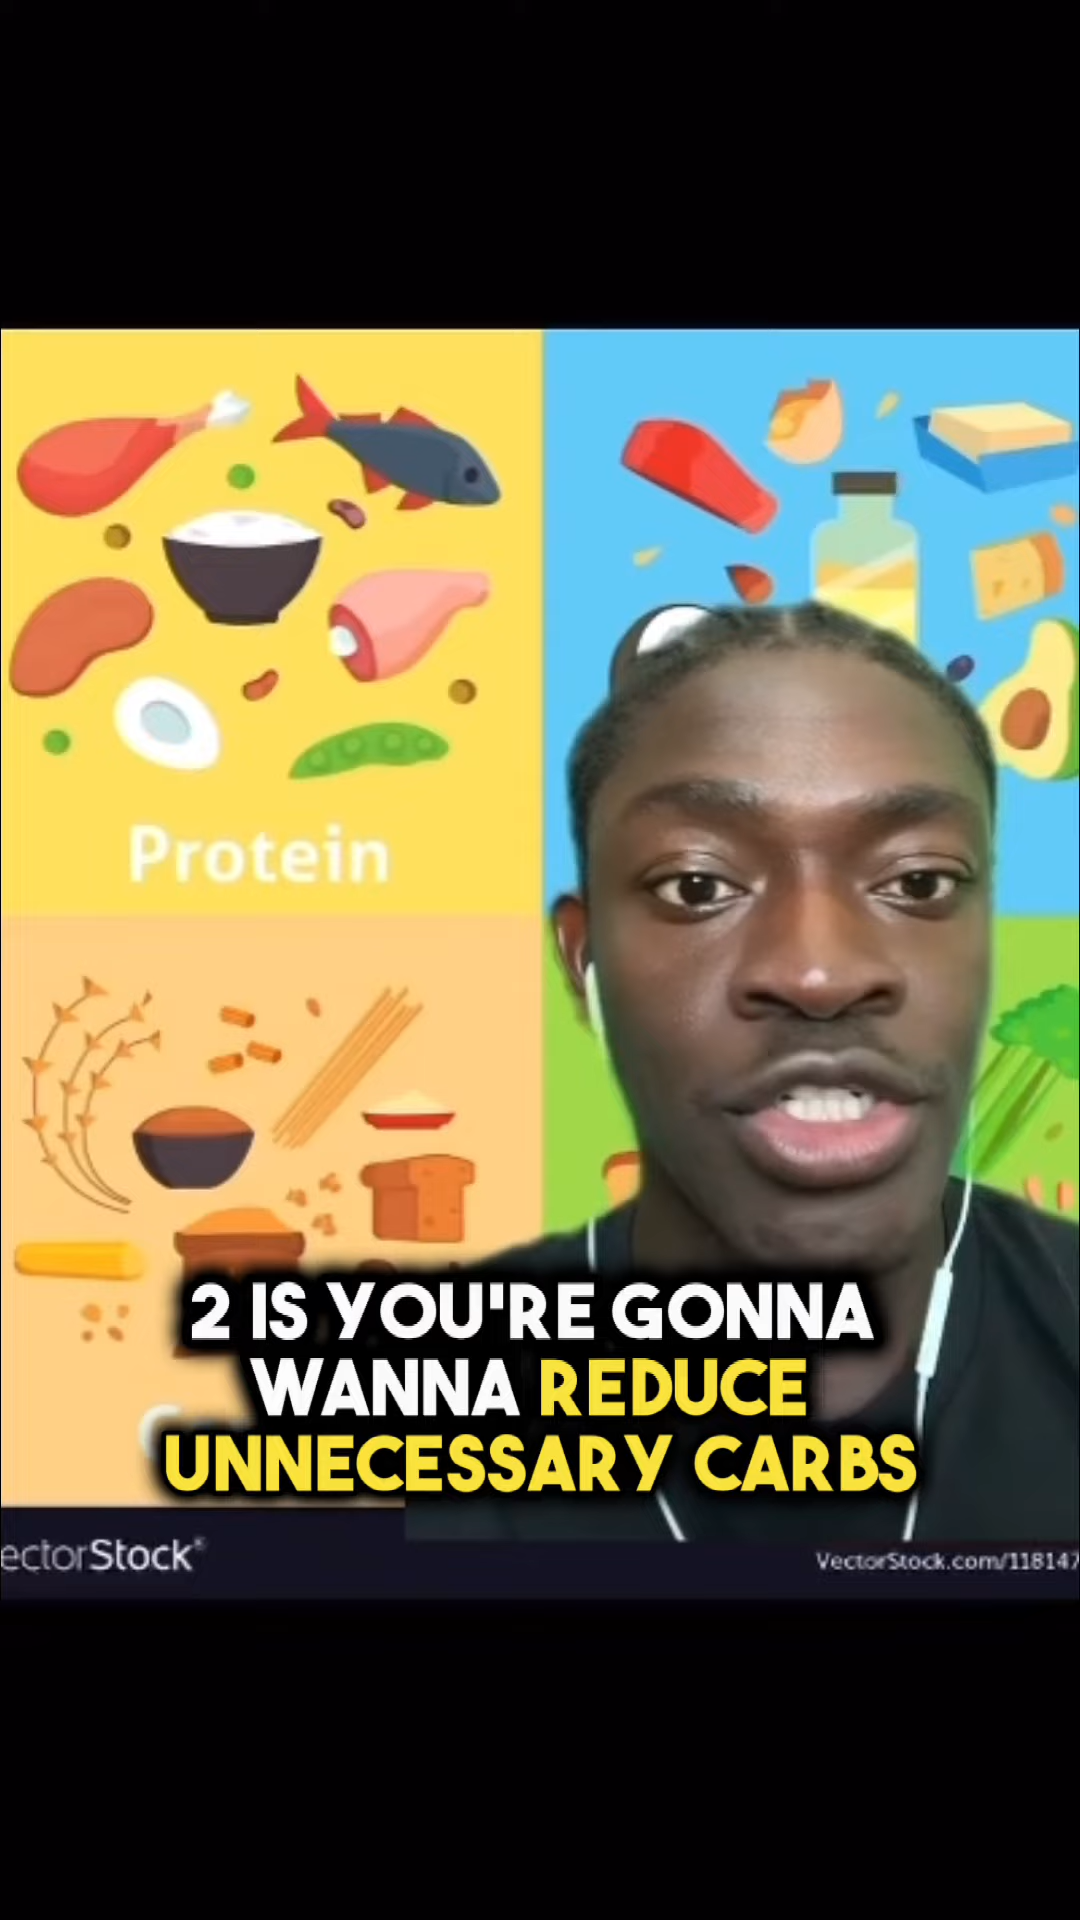 Protein
2 IS YOU'RE GONNA
WANNA REDUCE
UNNECESSARY CARBS
ectorStock®
VectorStock.com/118147